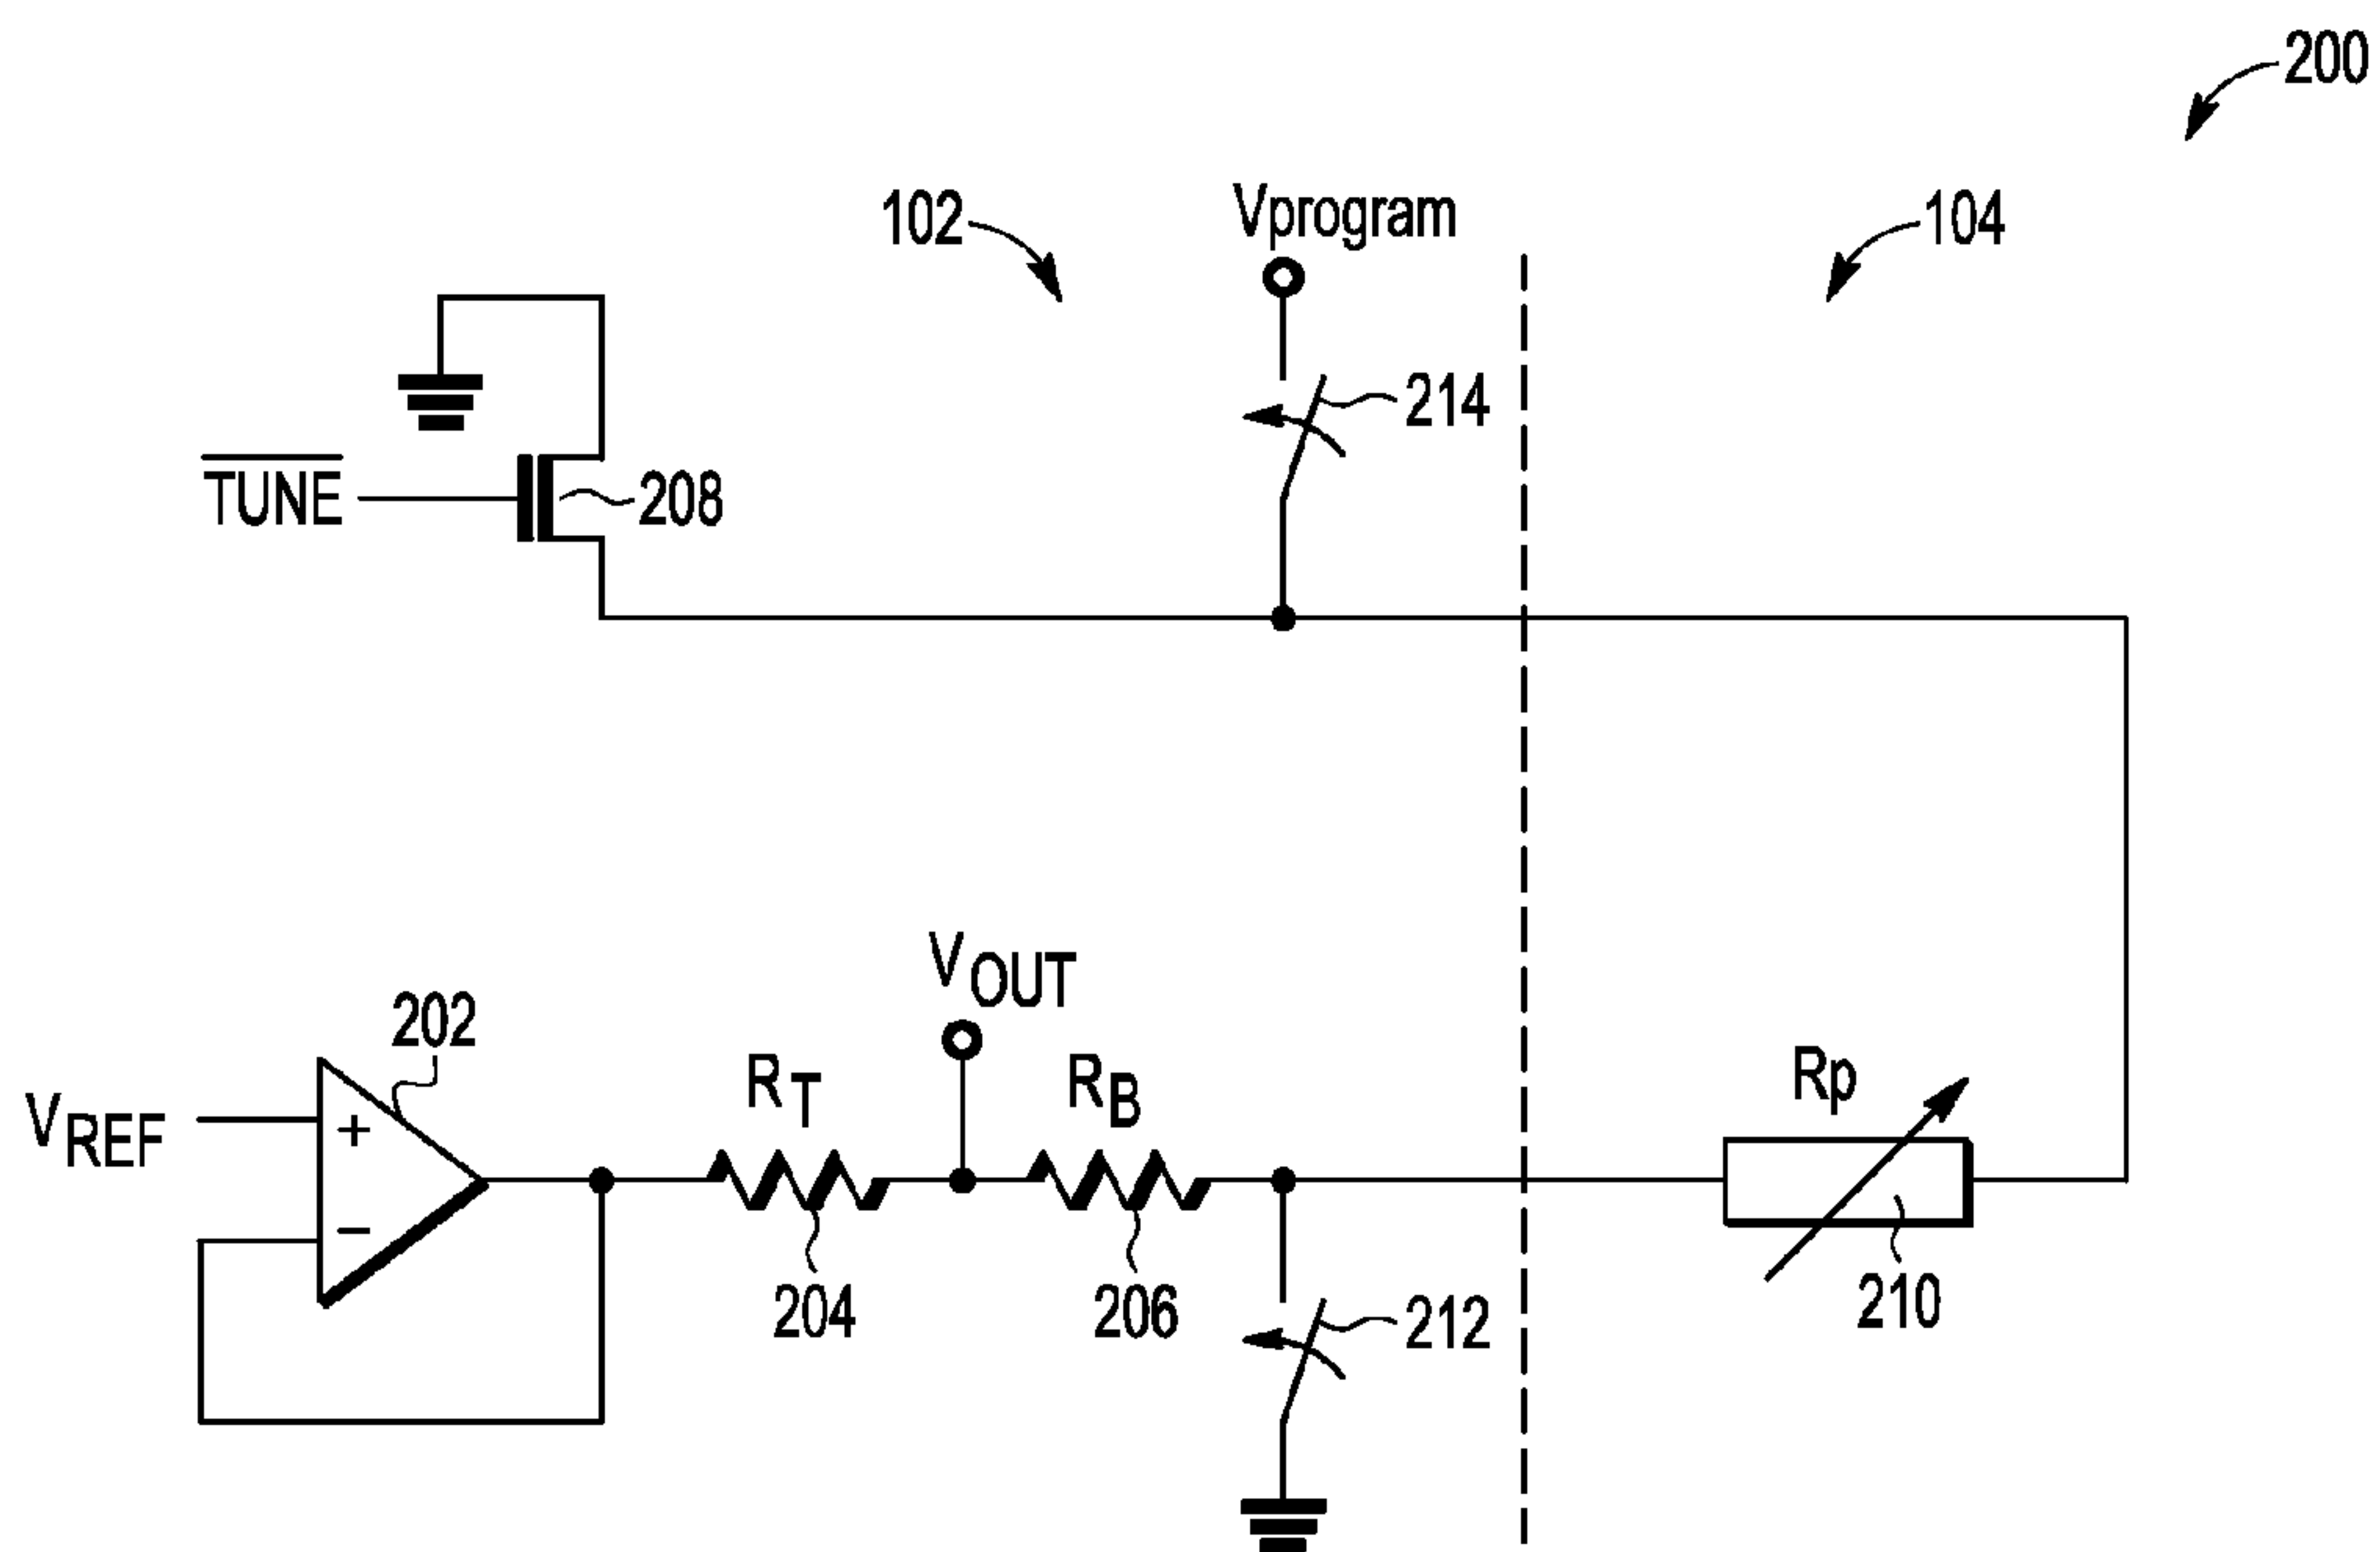 200
102
Vprogram
104
214
TUNE
208
VOUT
202
RT
RB
Rp
VREF
+
−
204
206
212
210